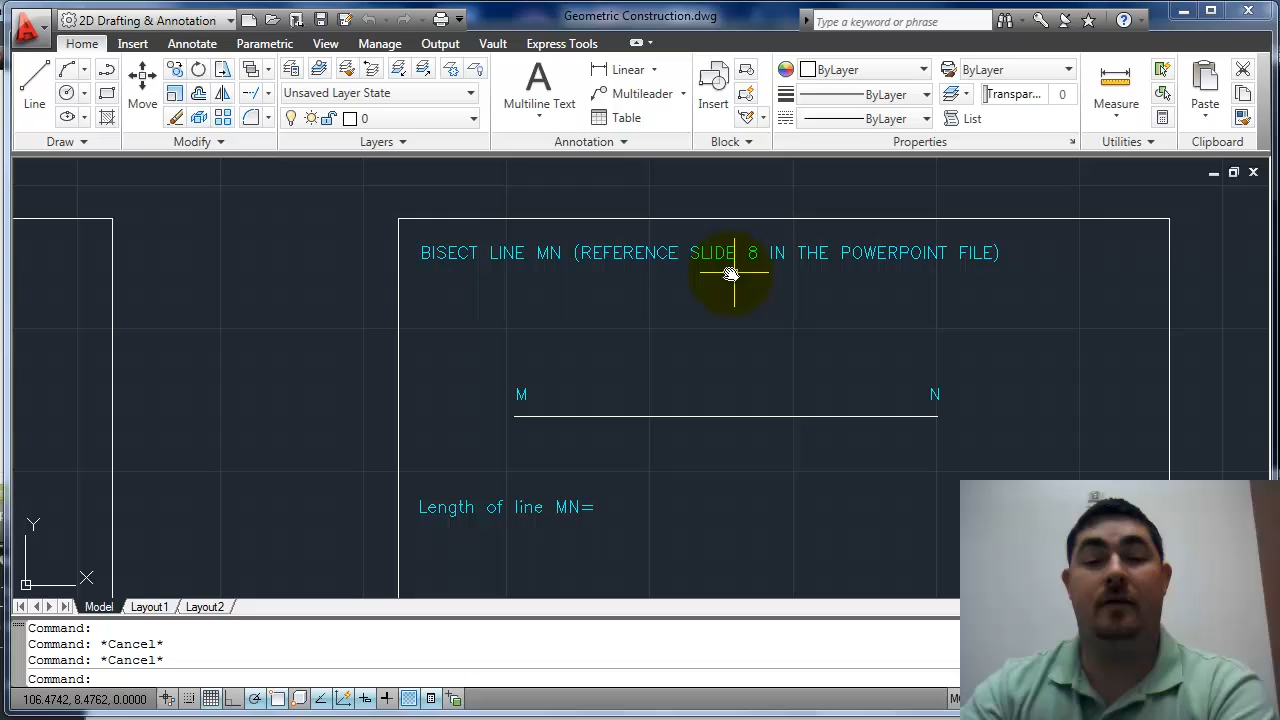 2D Drafting & Annotation
Geometric Construction.dwg
Type a keyword or phrase
Home Insert Annotate Parametric View Manage Output Vault Express Tools
Line
Move
Unsaved Layer State
0
Multiline Text
Linear
Multileader
Table
Insert
ByLayer
ByLayer
ByLayer
ByLayer
Transpar... 0
List
Measure
Paste
Draw Modify Layers Annotation Block Properties Utilities Clipboard
BISECT LINE MN (REFERENCE SLIDE 8 IN THE POWERPOINT FILE)
M N
Length of line MN=
Y
X
Model Layout1 Layout2
Command:
Command: *Cancel*
Command: *Cancel*
Command:
106.4742, 8.4762, 0.0000